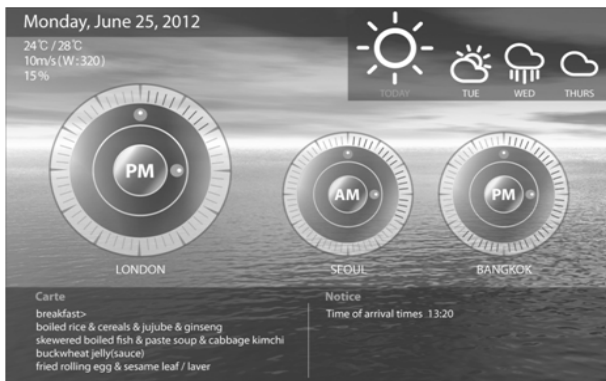 Monday, June 25, 2012
24℃ / 28℃
10m/s (W:320)
15%
TODAY
TUE
WED
THURS
PM
AM
PM
LONDON
SEOUL
BANGKOK
Carte
breakfast>
boiled rice & cereals & jujube & ginseng
skewered boiled fish & paste soup & cabbage kimchi
buckwheat jelly(sauce)
fried rolling egg & sesame leaf / laver
Notice
Time of arrival times 13:20